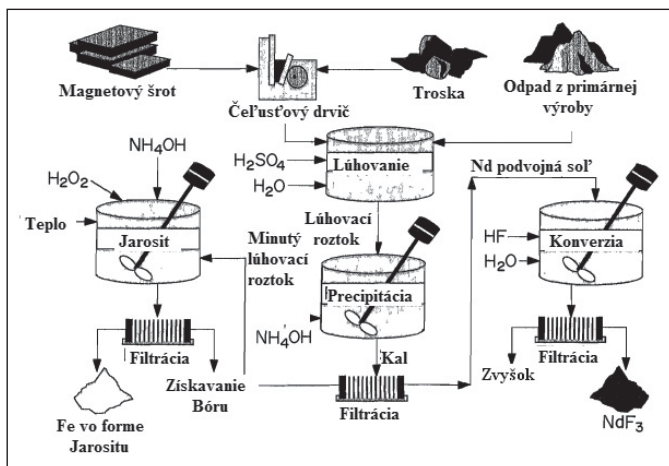 Magnetový šrot
Čeľusťový drvič
Troska
Odpad z primárnej
výroby
NH4OH
H2O2
Teplo
Jarosit
H2SO4
H2O
Lúhovanie
Lúhovací
roztok
Minutý
lúhovací
roztok
Precipitácia
NH4OH
Kal
Nd podvojná soľ
HF
H2O
Konverzia
Filtrácia
Fe vo forme
Jarositu
Získavanie
Bóru
Filtrácia
Filtrácia
Zvyšok
NdF3